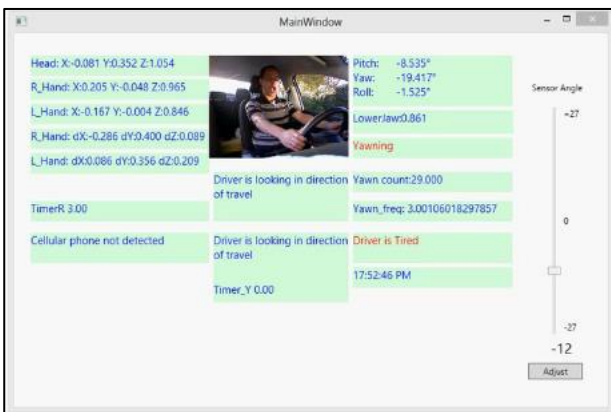 MainWindow
Head: X:-0.081 Y:0.352 Z:1.054
R_Hand: X:0.205 Y:-0.048 Z:0.965
L_Hand: X:-0.167 Y:-0.004 Z:0.846
R_Hand: dX:-0.286 dY:0.400 dZ:0.089
L_Hand: dX:0.086 dY:0.356 dZ:0.209
TimerR 3.00
Cellular phone not detected
Driver is looking in direction
of travel
Driver is looking in direction
of travel
Timer_Y 0.00
Pitch: -8.535°
Yaw: -19.417°
Roll: -1.525°
LowerJaw:0.861
Yawning
Yawn count:29.000
Yawn_freq: 3.00106018297857
Driver is Tired
17:52:46 PM
Sensor Angle
+27
0
-27
-12
Adjust